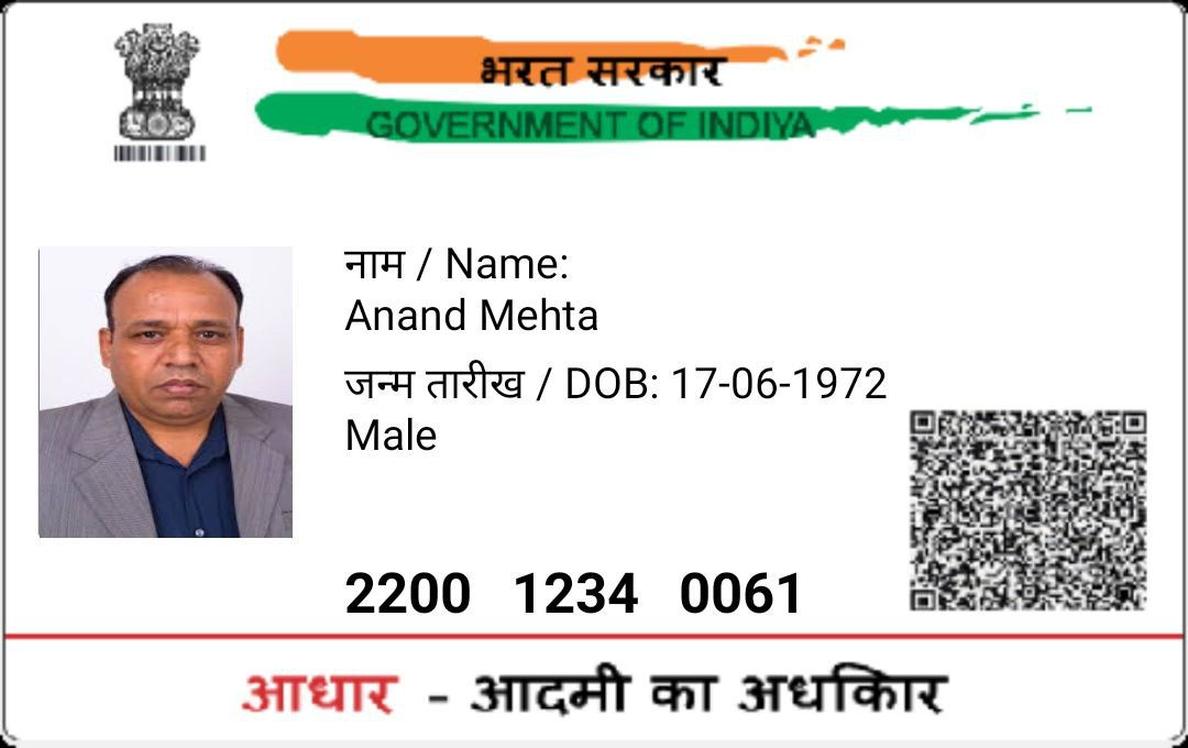 भरत सरकार
GOVERNMENT OF INDIYA
नाम / Name:
Anand Mehta
जन्म तारीख / DOB: 17-06-1972
Male
2200 1234 0061
आधार - आदमी का अधकिार